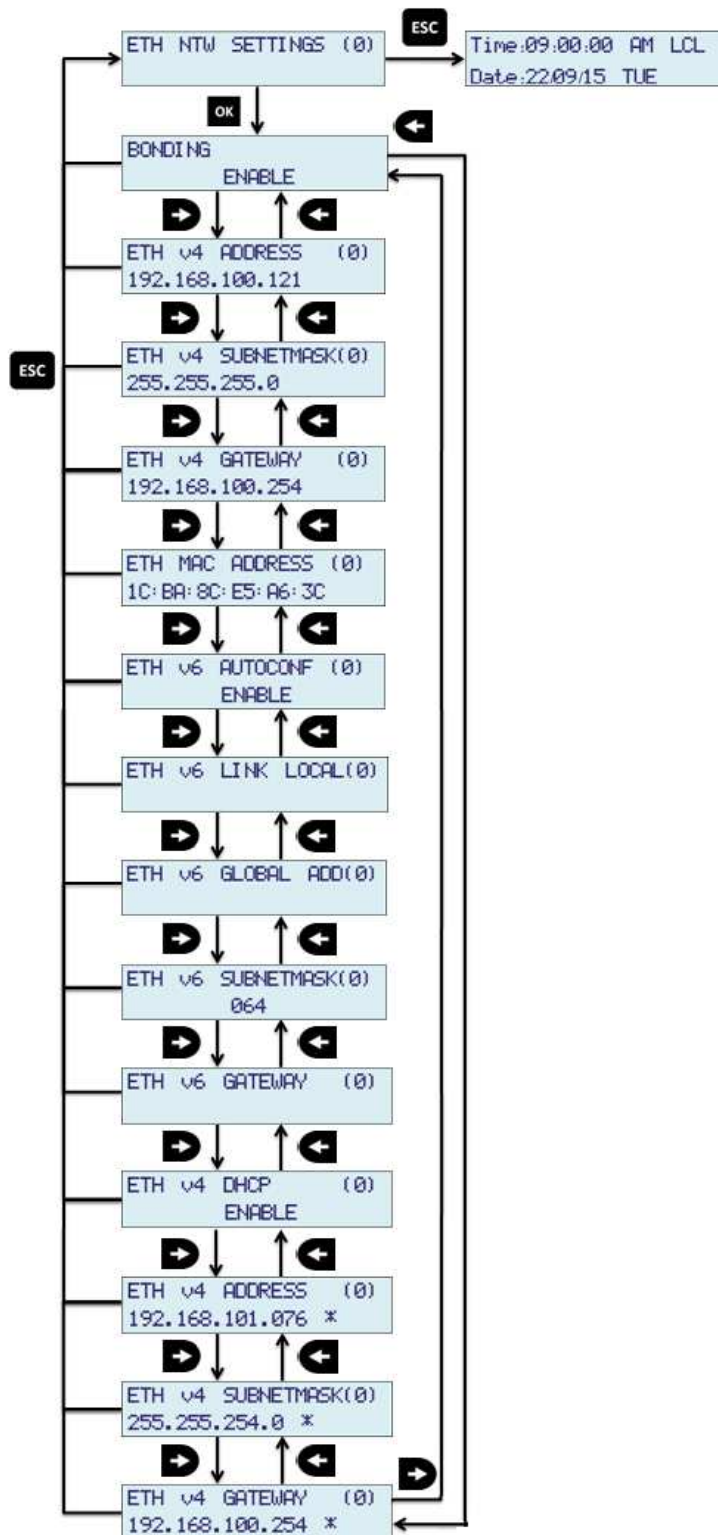 ESC
ETH NTW SETTINGS (0)
Time:09:00:00 AM LCL
Date:22/09/15 TUE
OK
BONDING
ENABLE
ETH v4 ADDRESS (0)
192.168.100.121
ESC
ETH v4 SUBNETMASK(0)
255.255.255.0
ETH v4 GATEWAY (0)
192.168.100.254
ETH MAC ADDRESS (0)
1C:BA:8C:E5:A6:3C
ETH v6 AUTOCONF (0)
ENABLE
ETH v6 LINK LOCAL(0)
ETH v6 GLOBAL ADD(0)
ETH v6 SUBNETMASK(0)
064
ETH v6 GATEWAY (0)
ETH v4 DHCP (0)
ENABLE
ETH v4 ADDRESS (0)
192.168.101.076 *
ETH v4 SUBNETMASK(0)
255.255.254.0 *
ETH v4 GATEWAY (0)
192.168.100.254 *